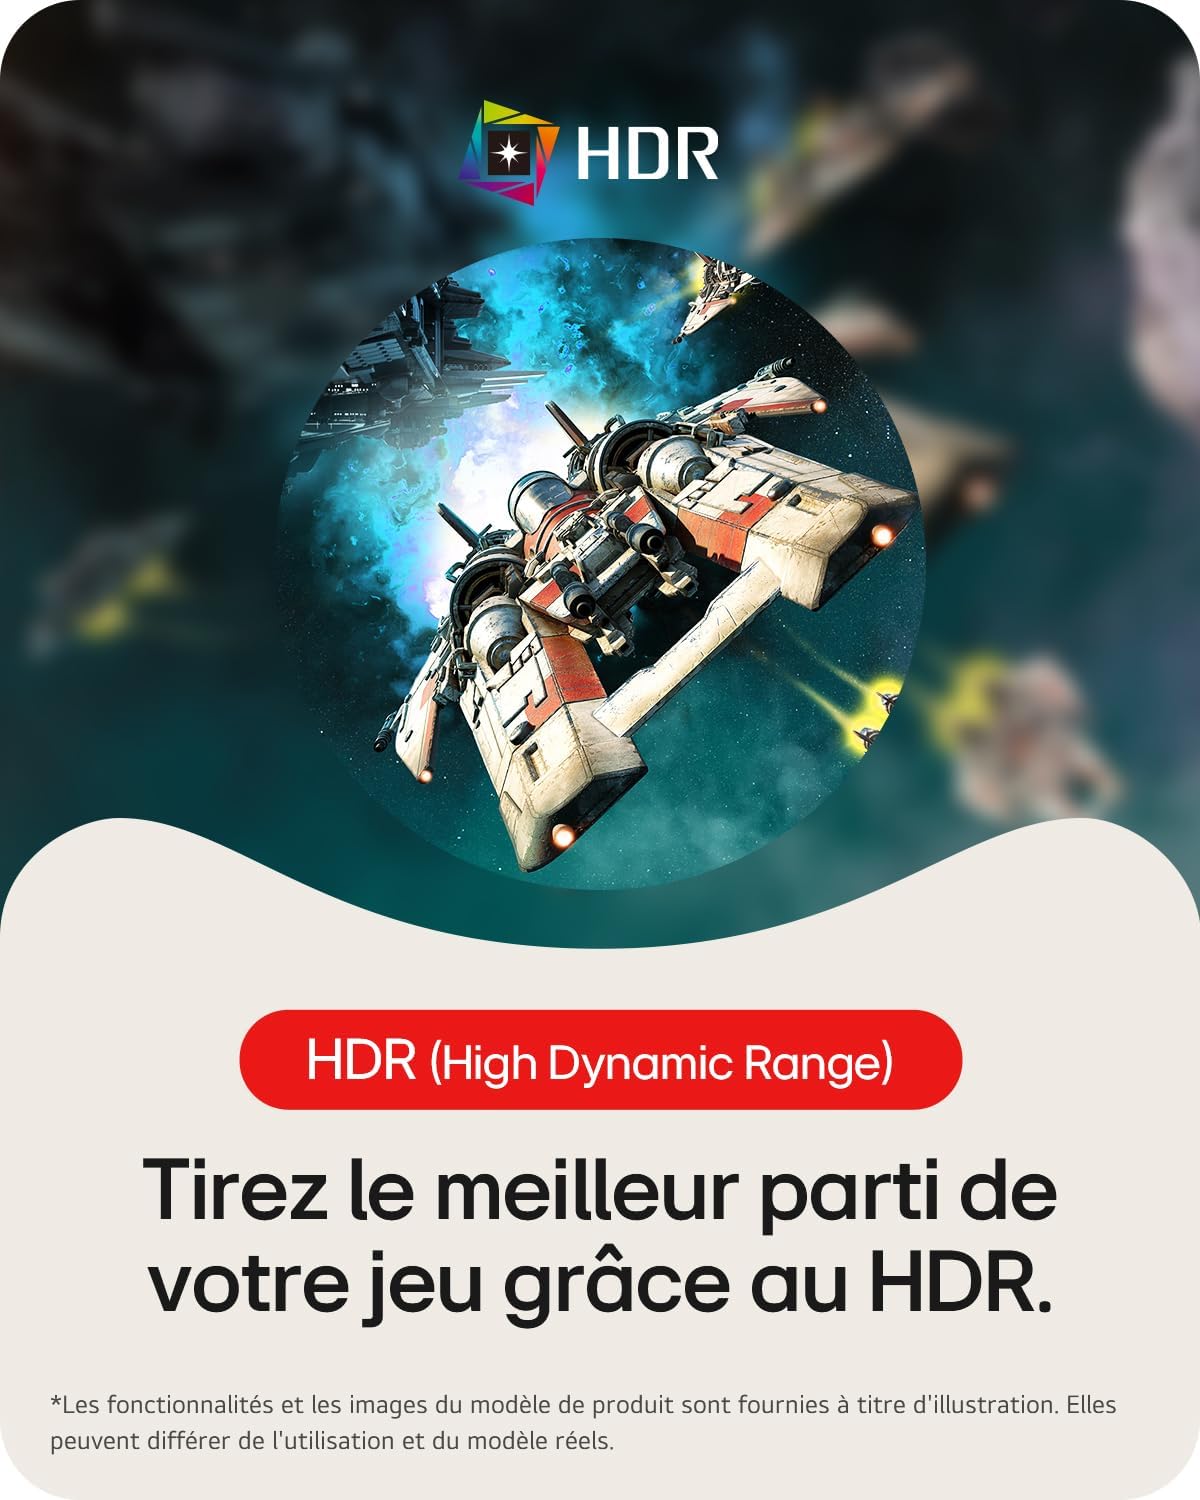 HDR
HDR (High Dynamic Range)
Tirez le meilleur parti de
votre jeu grâce au HDR.
*Les fonctionnalités et les images du modèle de produit sont fournies à titre d'illustration. Elles
peuvent différer de l'utilisation et du modèle réels.